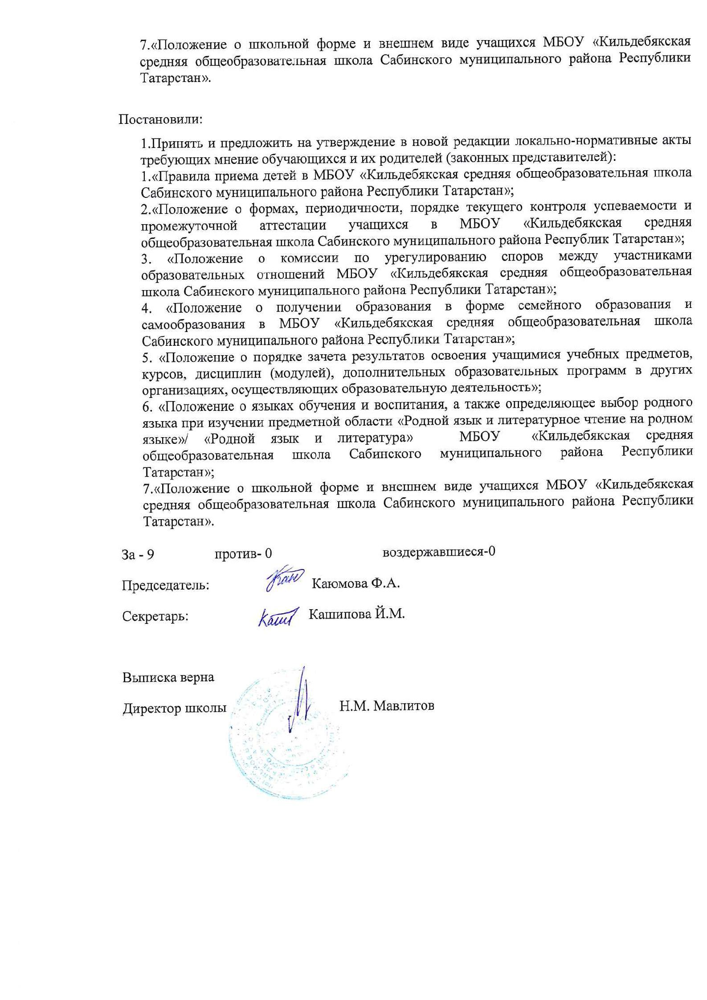 7.«Положение о школьной форме и внешнем виде учащихся МБОУ «Кильдебякская
средняя общеобразовательная школа Сабинского муниципального района Республики
Татарстан».
Постановили:
1.Принять и предложить на утверждение в новой редакции локально-нормативные акты
требующих мнение обучающихся и их родителей (законных представителей):
1.«Правила приема детей в МБОУ «Кильдебякская средняя общеобразовательная школа
Сабинского муниципального района Республики Татарстан»;
2.«Положение о формах, периодичности, порядке текущего контроля успеваемости и
промежуточной аттестации учащихся в МБОУ «Кильдебякская средняя
общеобразовательная школа Сабинского муниципального района Республик Татарстан»;
3. «Положение о комиссии по урегулированию споров между участниками
образовательных отношений МБОУ «Кильдебякская средняя общеобразовательная
школа Сабинского муниципального района Республики Татарстан»;
4. «Положение о получении образования в форме семейного образования и
самообразования в МБОУ «Кильдебякская средняя общеобразовательная школа
Сабинского муниципального района Республики Татарстан»;
5. «Положение о порядке зачета результатов освоения учащимися учебных предметов,
курсов, дисциплин (модулей), дополнительных образовательных программ в других
организациях, осуществляющих образовательную деятельность»;
6. «Положение о языках обучения и воспитания, а также определяющее выбор родного
языка при изучении предметной области «Родной язык и литературное чтение на родном
языке»/ «Родной язык и литература» МБОУ «Кильдебякская средняя
общеобразовательная школа Сабинского муниципального района Республики
Татарстан»;
7.«Положение о школьной форме и внешнем виде учащихся МБОУ «Кильдебякская
средняя общеобразовательная школа Сабинского муниципального района Республики
Татарстан».
За - 9 против- 0 воздержавшиеся-0
Председатель: Каюмова Ф.А.
Секретарь: Кашипова Й.М.
Выписка верна
Директор школы Н.М. Мавлитов